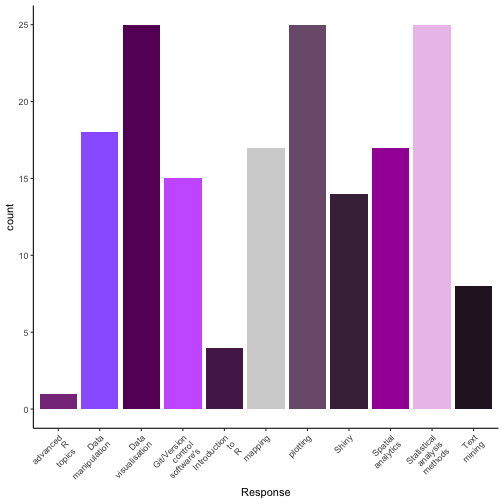 25
20
15
10
5
0
count
advanced
R
topics
Data
manipulation
Data
visualisation
Git/Version
control
software's
Introduction
to
R
mapping
plotting
Shiny
Spatial
analytics
Statistical
analysis
methods
Text
mining
Response